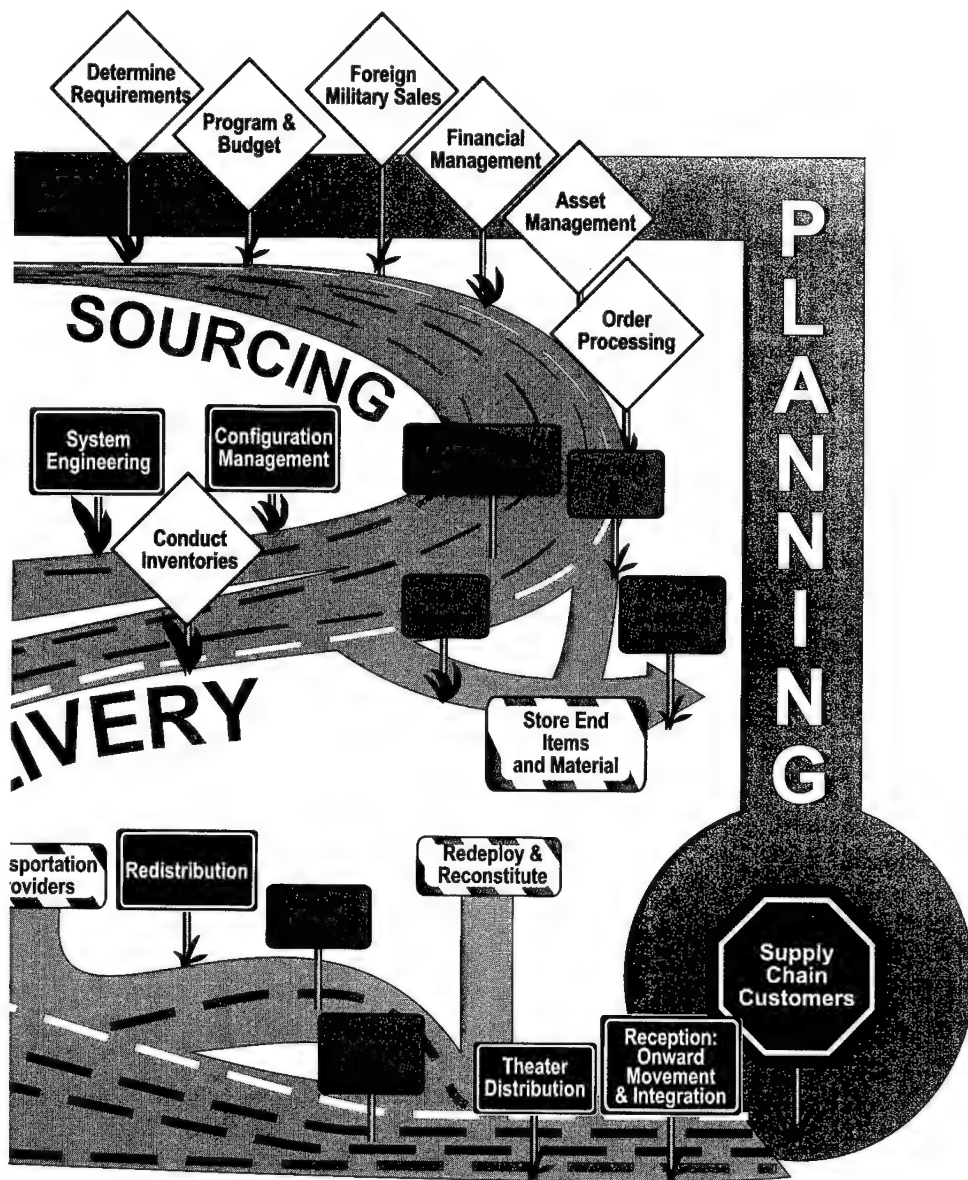 Determine
Requirements
Program &
Budget
Foreign
Military Sales
Financial
Management
Asset
Management
Order
Processing
PLANNING
SOURCING
System
Engineering
Configuration
Management
Conduct
Inventories
LIVERY
Store End
Items
and Material
sportation
roviders
Redistribution
Redeploy &
Reconstitute
Supply
Chain
Customers
Theater
Distribution
Reception:
Onward
Movement
& Integration